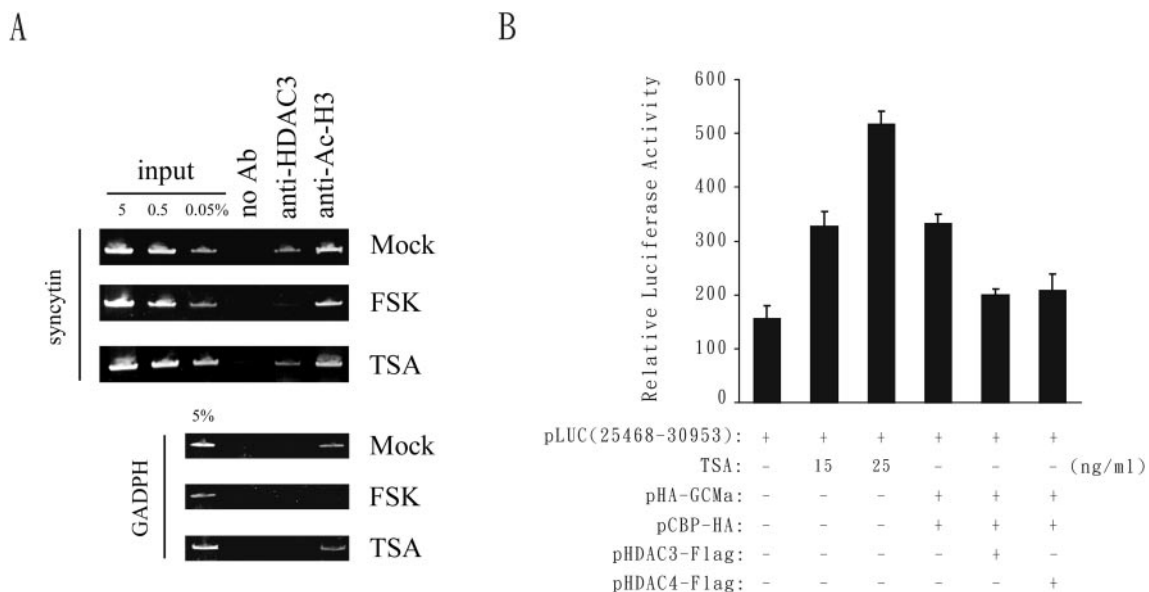 A
input
5 0.5 0.05%
no Ab
anti-HDAC3
anti-Ac-H3
syncytin
Mock
FSK
TSA
5%
GADPH
Mock
FSK
TSA
B
Relative Luciferase Activity
600
500
400
300
200
100
0
pLUC(25468-30953): + + + + + +
TSA: - 15 25 - - - (ng/ml)
pHA-GCMa: - - - + + +
pCBP-HA: - - - + + +
pHDAC3-Flag: - - - - + -
pHDAC4-Flag: - - - - - +